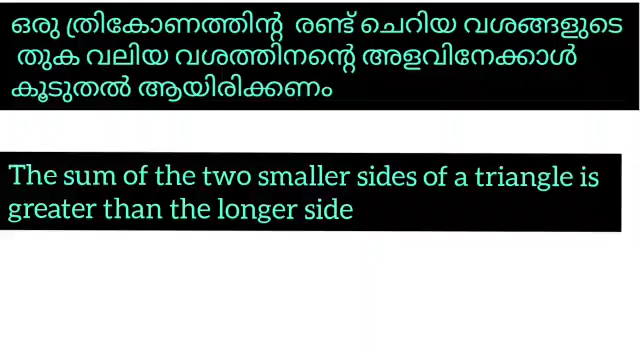 ഒരു ത്രികോണത്തിന്റ രണ്ട് ചെറിയ വശങ്ങളുടെ
തുക വലിയ വശത്തിനന്റെ അളവിനേക്കാൾ
കൂടുതൽ ആയിരിക്കണം
The sum of the two smaller sides of a triangle is
greater than the longer side